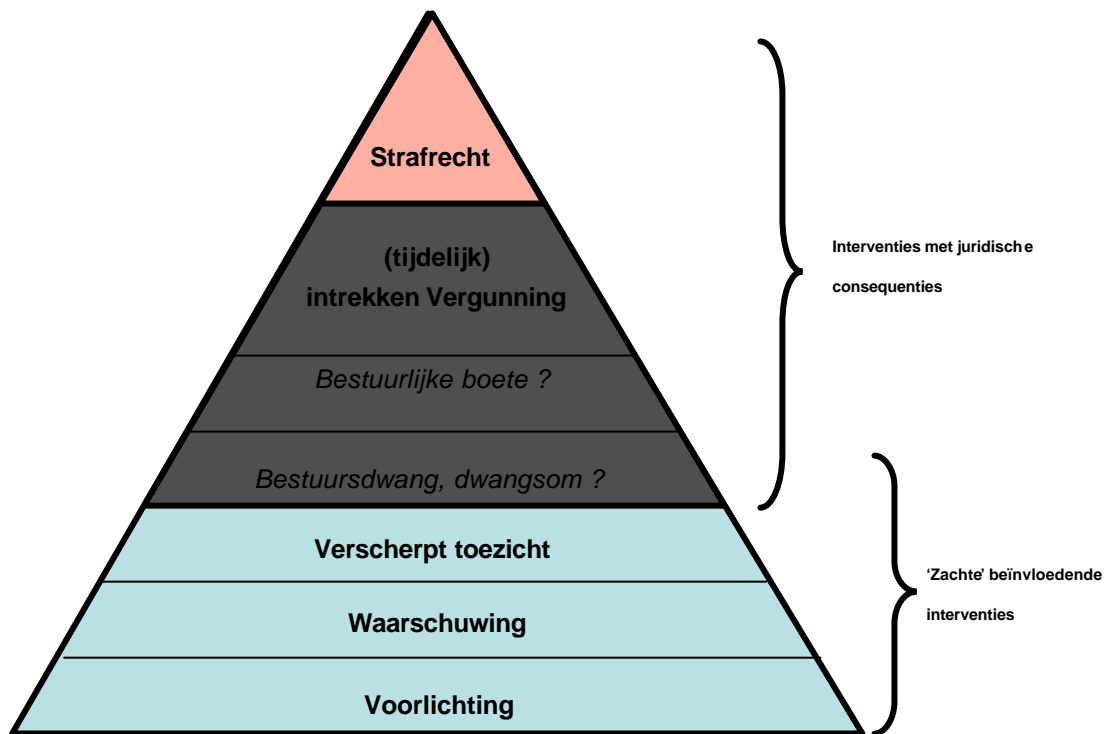 Strafrecht
(tijdelijk)
intrekken Vergunning
Bestuurlijke boete ?
Bestuursdwang, dwangsom ?
Verscherpt toezicht
Waarschuwing
Voorlichting
Interventies met juridische
consequenties
‘Zachte’ beïnvloedende
interventies